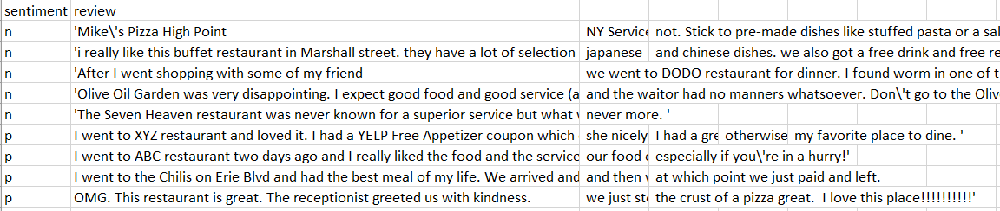 sentiment review
n 'Mike\'s Pizza High Point NY Service not. Stick to pre-made dishes like stuffed pasta or a
n 'i really like this buffet restaurant in Marshall street. they have a lot of selection japanese and chinese dishes. we also got a free drink and free
n 'After I went shopping with some of my friend we went to DODO restaurant for dinner. I found worm in one of
n 'Olive Oil Garden was very disappointing. I expect good food and good service and the waitor had no manners whatsoever. Don\'t go to the
n 'The Seven Heaven restaurant was never known for a superior service but what never more. '
p I went to XYZ restaurant and loved it. I had a YELP Free Appetizer coupon which she nicely I had a otherwise my favorite place to dine. '
p I went to ABC restaurant two days ago and I really liked the food and the service our food especially if you\'re in a hurry!'
p I went to the Chilis on Erie Blvd and had the best meal of my life. We arrived and and then at which point we just paid and left.
p OMG. This restaurant is great. The receptionist greeted us with kindness. we just the crust of a pizza great. I love this place!!!!!!!!!!'